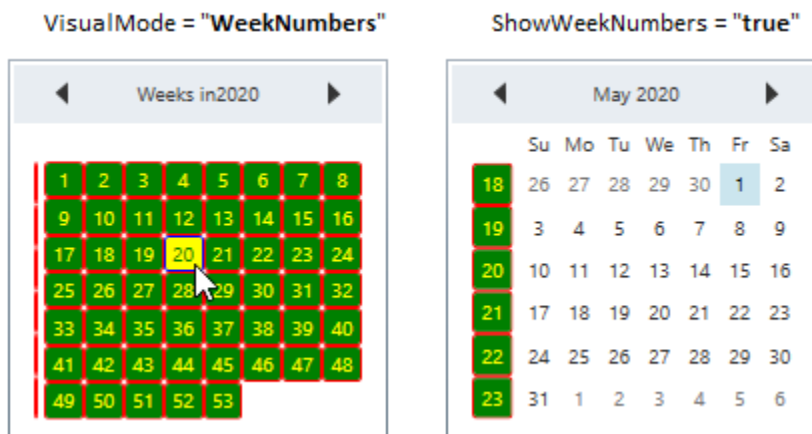 VisualMode = "WeekNumbers"
Weeks in2020
1 2 3 4 5 6 7 8
9 10 11 12 13 14 15 16
17 18 19 20 21 22 23 24
25 26 27 28 29 30 31 32
33 34 35 36 37 38 39 40
41 42 43 44 45 46 47 48
49 50 51 52 53
ShowWeekNumbers = "true"
May 2020
Su Mo Tu We Th Fr Sa
18 26 27 28 29 30 1 2
19 3 4 5 6 7 8 9
20 10 11 12 13 14 15 16
21 17 18 19 20 21 22 23
22 24 25 26 27 28 29 30
23 31 1 2 3 4 5 6